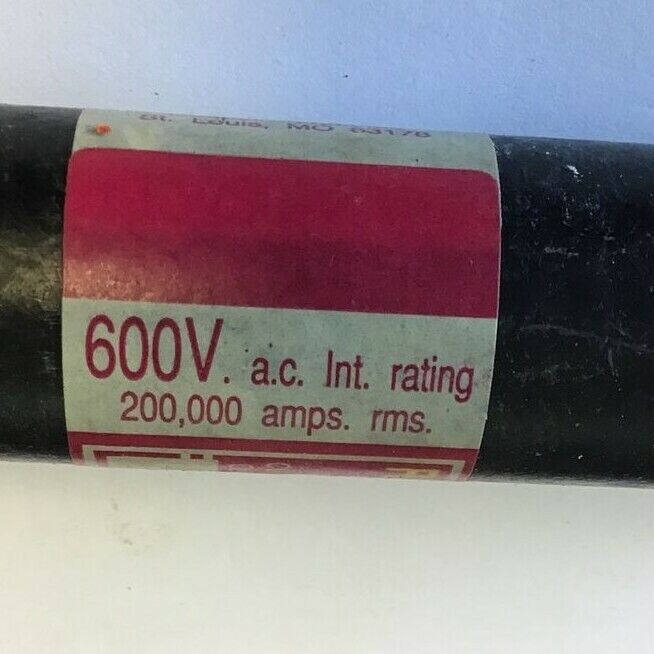 St. Louis, MO 63178
600V. a.c. Int. rating
200,000 amps. rms.